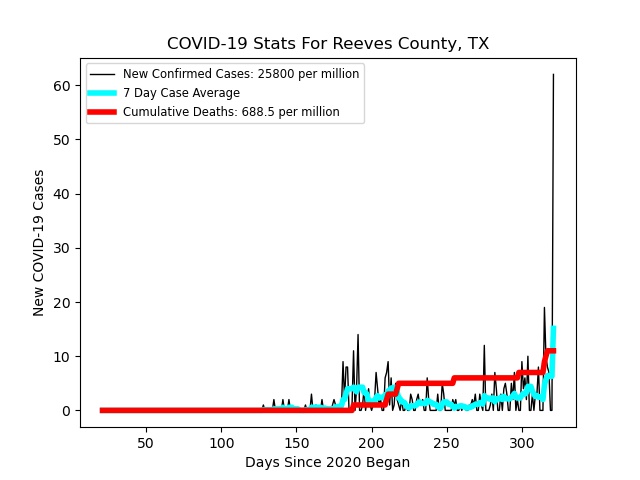 COVID-19 Stats For Reeves County, TX
New Confirmed Cases: 25800 per million
7 Day Case Average
Cumulative Deaths: 688.5 per million
60
50
40
30
20
10
0
New COVID-19 Cases
50 100 150 200 250 300
Days Since 2020 Began